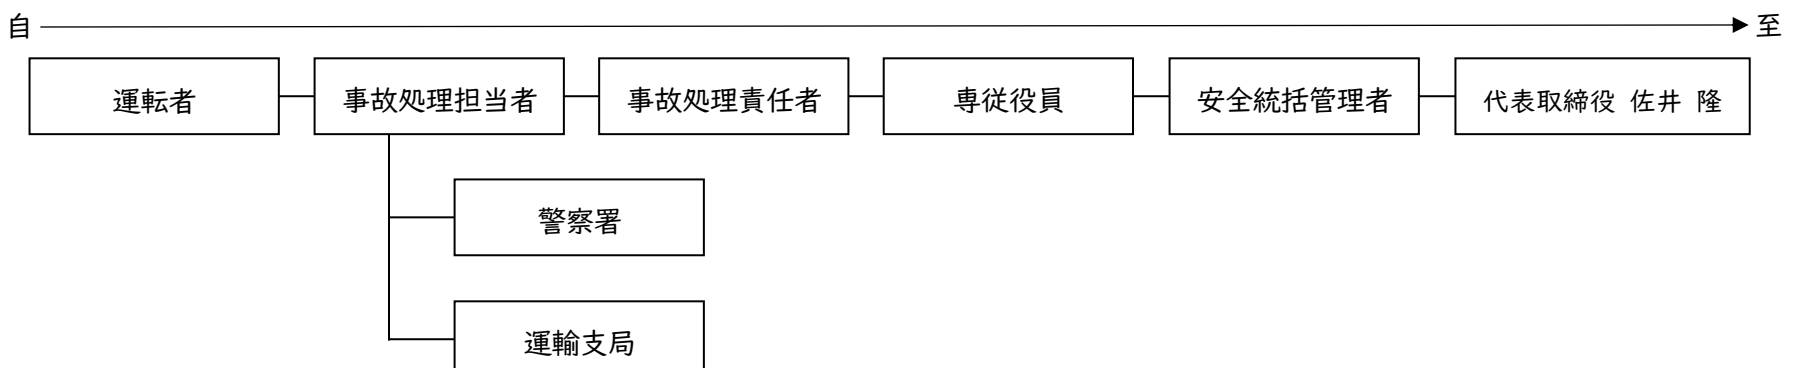 自 至
運転者 事故処理担当者 事故処理責任者 専従役員 安全統括管理者 代表取締役 佐井 隆
警察署
運輸支局